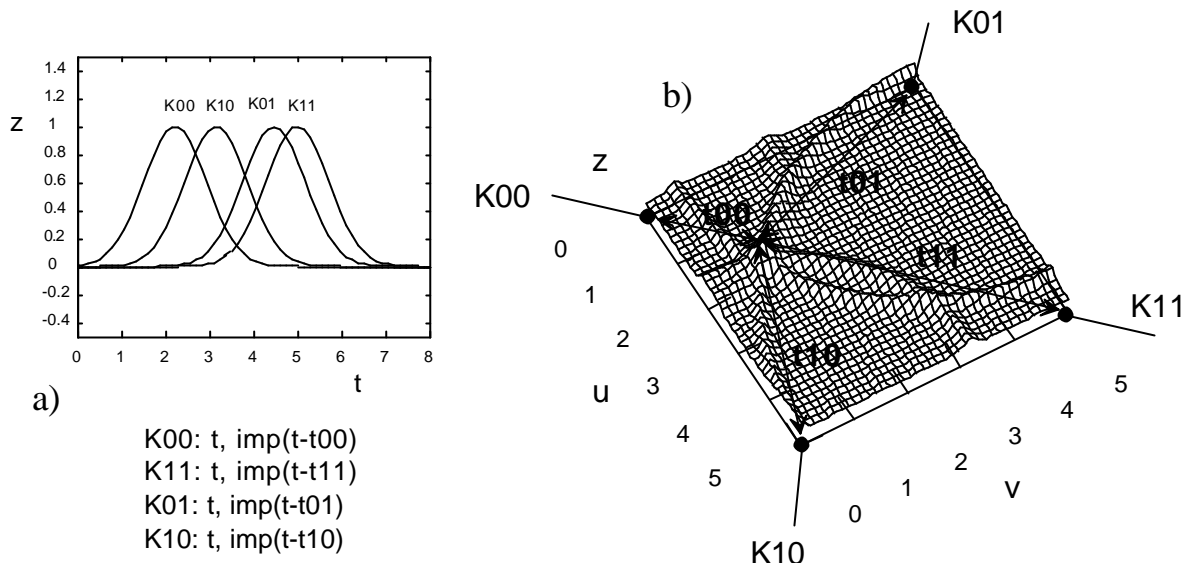 1.4
1.2
1
0.8
0.6
0.4
0.2
0
-0.2
-0.4
z
K00 K10 K01 K11
0 1 2 3 4 5 6 7 8
t
a)
K00: t, imp(t-t00)
K11: t, imp(t-t11)
K01: t, imp(t-t01)
K10: t, imp(t-t10)
b)
K01
z
K00
t01
t00
t11
K11
t10
0
1
2
3
4
5
u
0
1
2
3
4
5
v
K10